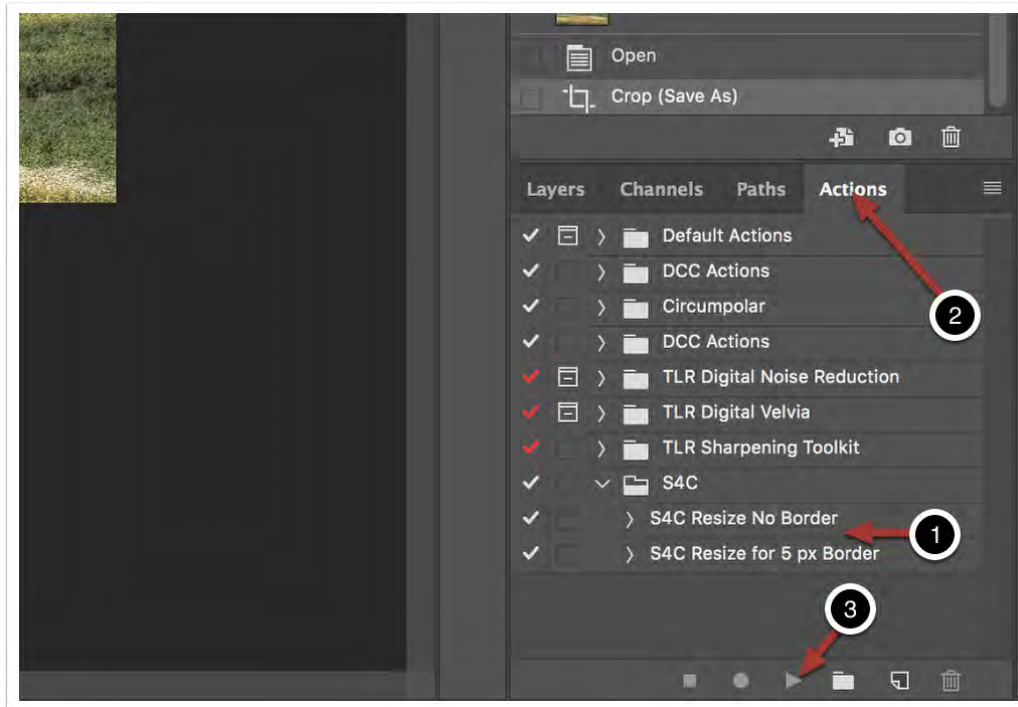 Open
Crop (Save As)
Layers Channels Paths Actions
Default Actions
DCC Actions
Circumpolar
2
DCC Actions
TLR Digital Noise Reduction
TLR Digital Velvia
TLR Sharpening Toolkit
S4C
S4C Resize No Border
1
S4C Resize for 5 px Border
3